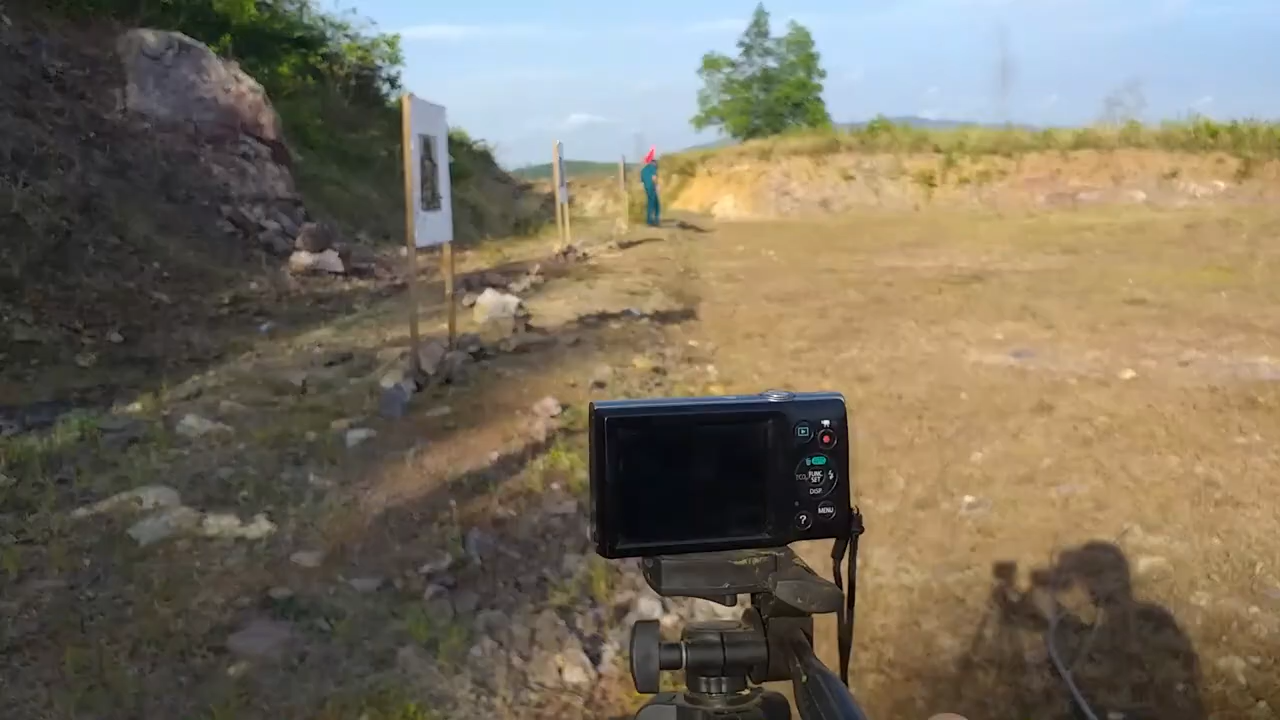 FUNC.
SET
DISP.
MENU
?